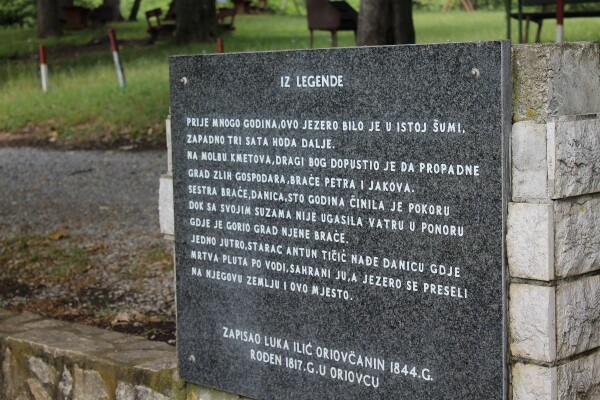 IZ LEGENDE
PRIJE MNOGO GODINA,OVO JEZERO BILO JE U ISTOJ ŠUMI,
ZAPADNO TRI SATA HODA DALJE.
NA MOLBU KMETOVA,DRAGI BOG DOPUSTIO JE DA PROPADNE
GRAD ZLIH GOSPODARA,BRAĆE PETRA I JAKOVA.
SESTRA BRAĆE,DANICA,STO GODINA ČINILA JE POKORU
DOK SA SVOJIM SUZAMA NIJE UGASILA VATRU U PONORU
GDJE JE GORIO GRAD NJENE BRAĆE.
JEDNO JUTRO,STARAC ANTUN TIČIĆ NAĐE DANICU GDJE
MRTVA PLUTA PO VODI.SAHRANI JU,A JEZERO SE PRESELI
NA NJEGOVU ZEMLJU I OVO MJESTO.
ZAPISAO LUKA ILIĆ ORIOVČANIN 1844.G.
ROĐEN 1817.G.U ORIOVCU